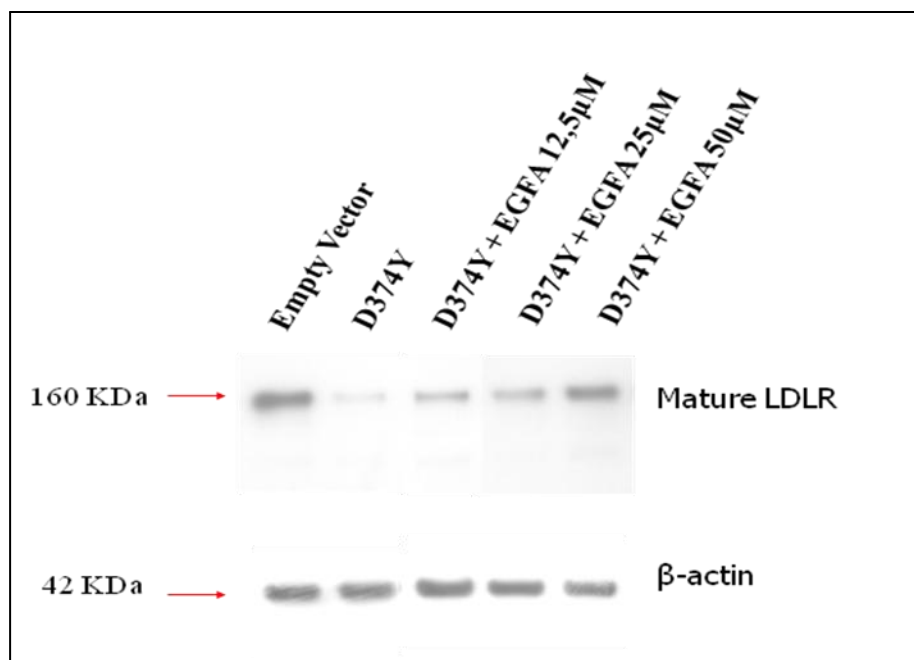 Empty Vector
D374Y
D374Y + EGFA 12,5μM
D374Y + EGFA 25μM
D374Y + EGFA 50μM
160 KDa
Mature LDLR
42 KDa
β-actin